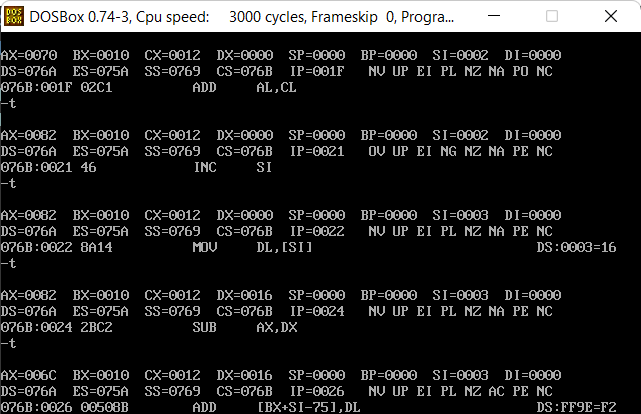 DOS
BOX
DOSBox 0.74-3, Cpu speed:    3000 cycles, Frameskip  0, Progra...
AX=0070  BX=0010  CX=0012  DX=0000  SP=0000  BP=0000  SI=0002  DI=0000
DS=076A  ES=075A  SS=0769  CS=076B  IP=001F   NV UP EI PL NZ NA PO NC
076B:001F 02C1          ADD     AL,CL
-t
AX=0082  BX=0010  CX=0012  DX=0000  SP=0000  BP=0000  SI=0002  DI=0000
DS=076A  ES=075A  SS=0769  CS=076B  IP=0021   OV UP EI NG NZ NA PE NC
076B:0021 46            INC     SI
-t
AX=0082  BX=0010  CX=0012  DX=0000  SP=0000  BP=0000  SI=0003  DI=0000
DS=076A  ES=075A  SS=0769  CS=076B  IP=0022   NV UP EI PL NZ NA PE NC
076B:0022 8A14          MOV     DL,[SI]                            DS:0003=16
-t
AX=0082  BX=0010  CX=0012  DX=0016  SP=0000  BP=0000  SI=0003  DI=0000
DS=076A  ES=075A  SS=0769  CS=076B  IP=0024   NV UP EI PL NZ NA PE NC
076B:0024 2BC2          SUB     AX,DX
-t
AX=006C  BX=0010  CX=0012  DX=0016  SP=0000  BP=0000  SI=0003  DI=0000
DS=076A  ES=075A  SS=0769  CS=076B  IP=0026   NV UP EI PL NZ AC PE NC
076B:0026 00508B        ADD     [BX+SI-75],DL                      DS:FF9E=F2